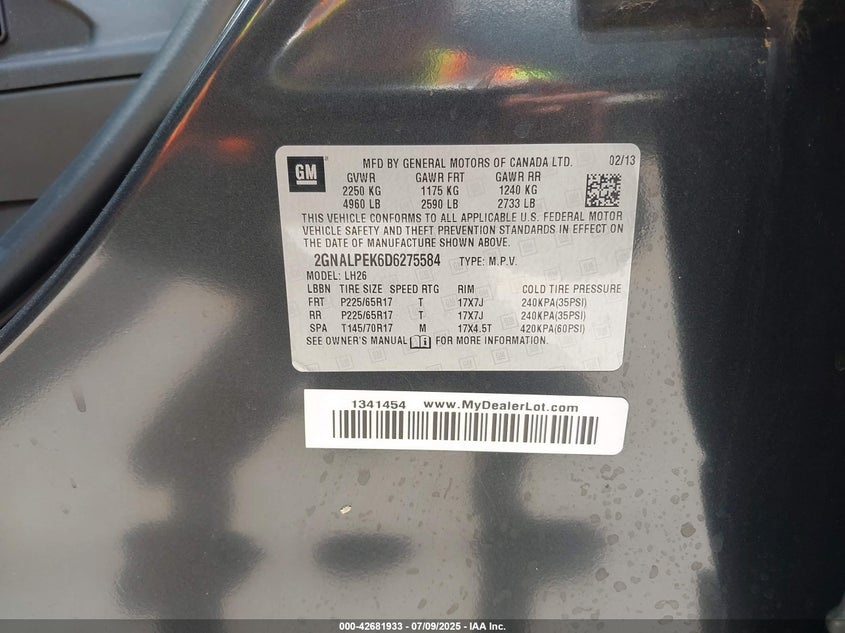 GM
MFD BY GENERAL MOTORS OF CANADA LTD. 02/13
GVWR GAWR FRT GAWR RR
2250 KG 1175 KG 1240 KG
4960 LB 2590 LB 2733 LB
THIS VEHICLE CONFORMS TO ALL APPLICABLE U.S. FEDERAL MOTOR
VEHICLE SAFETY AND THEFT PREVENTION STANDARDS IN EFFECT ON
THE DATE OF MANUFACTURE SHOWN ABOVE.
2GNALPEK6D6275584 TYPE: M.P.V.
MODEL: LH26
LBBN TIRE SIZE SPEED RTG RIM COLD TIRE PRESSURE
FRT P225/65R17 T 17X7J 240KPA(35PSI)
RR P225/65R17 T 17X7J 240KPA(35PSI)
SPA T145/70R17 M 17X4.5T 420KPA(60PSI)
SEE OWNER'S MANUAL FOR MORE INFORMATION.
1341454 www.MyDealerLot.com
000-42681933 - 07/09/2025 - IAA Inc.